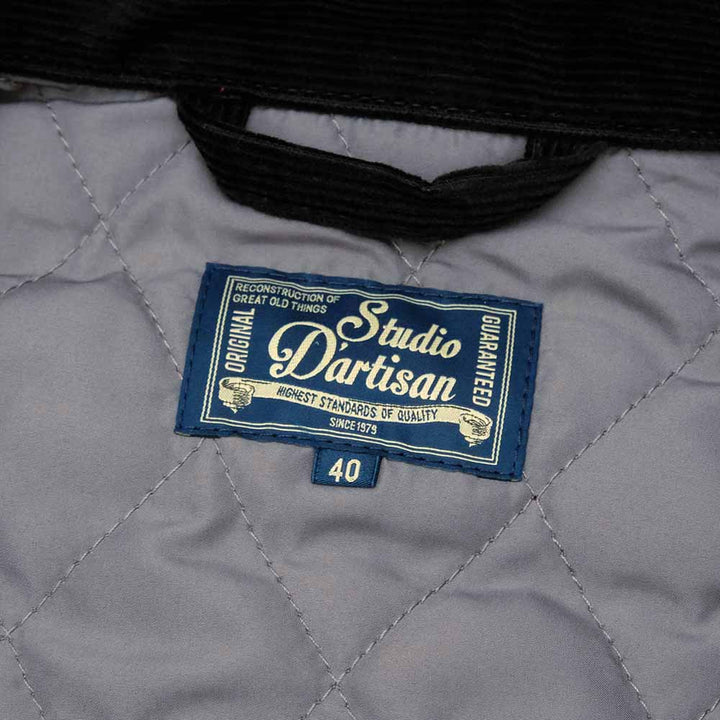 RECONSTRUCTION OF
GREAT OLD THINGS
ORIGINAL
Studio
D'artisan
GUARANTEED
HIGHEST STANDARDS OF QUALITY
SINCE 1979
40